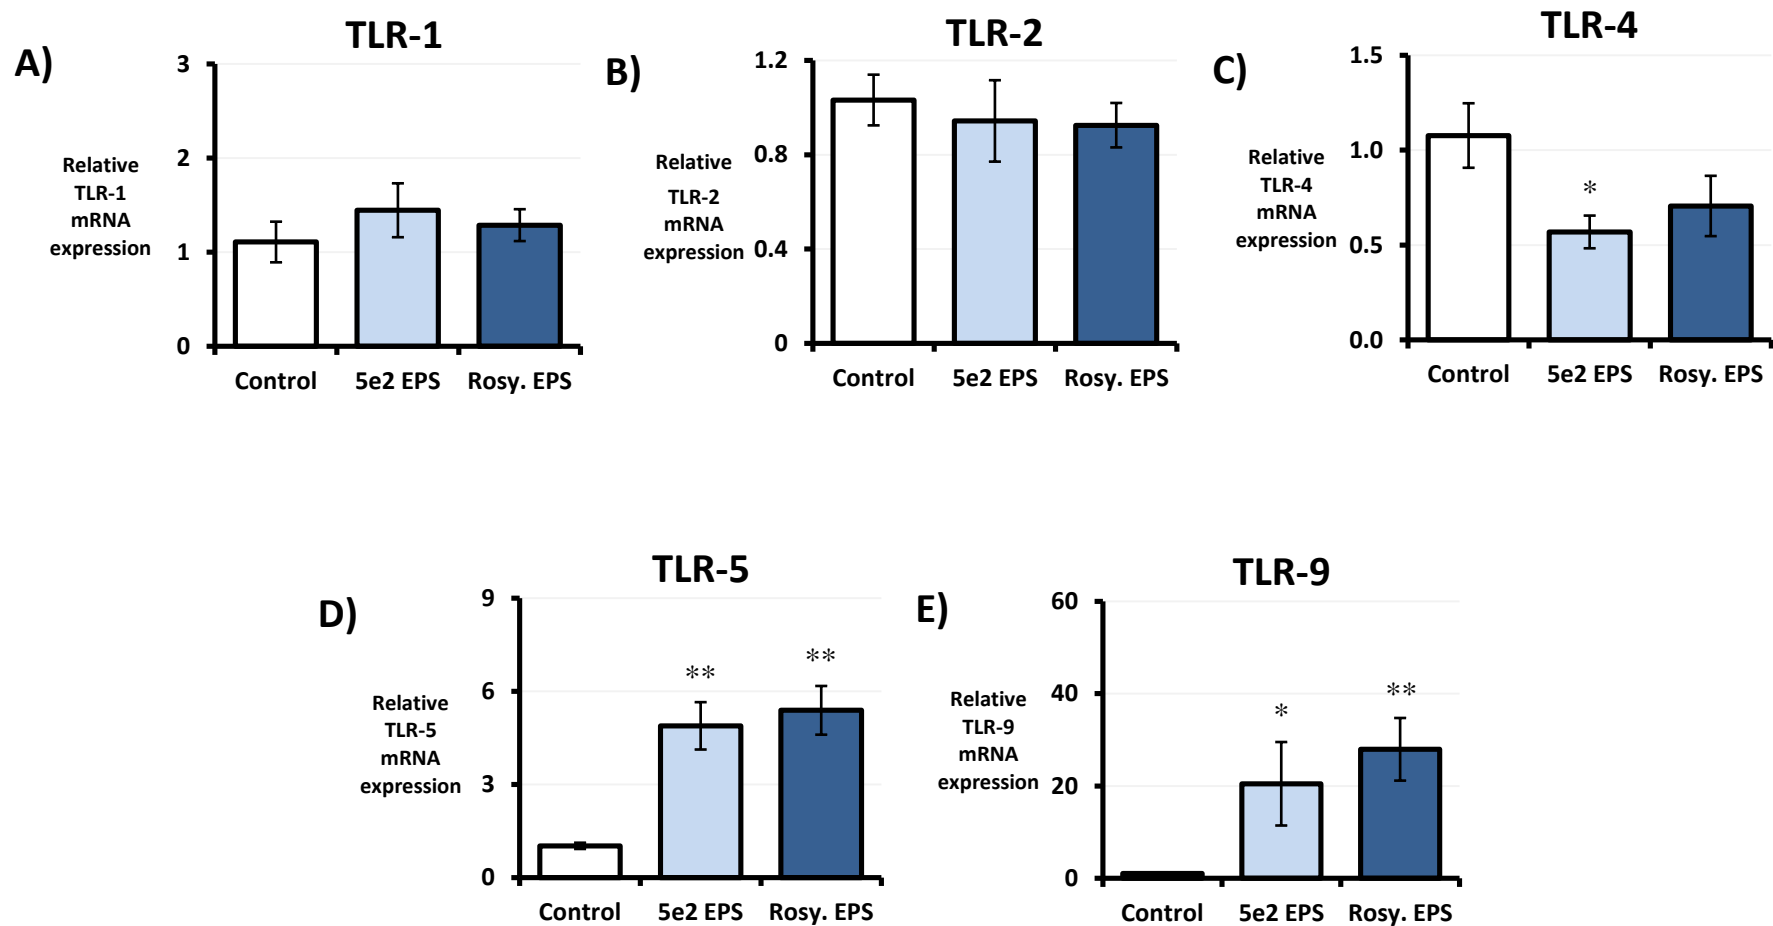 A)
TLR-1
3
2
1
0
Relative
TLR-1
mRNA
expression
Control 5e2 EPS Rosy. EPS
B)
TLR-2
1.2
0.8
0.4
0
Relative
TLR-2
mRNA
expression
Control 5e2 EPS Rosy. EPS
C)
TLR-4
1.5
1.0
0.5
0.0
Relative
TLR-4
mRNA
expression
*
Control 5e2 EPS Rosy. EPS
D)
TLR-5
9
6
3
0
Relative
TLR-5
mRNA
expression
** **
Control 5e2 EPS Rosy. EPS
E)
TLR-9
60
40
20
0
Relative
TLR-9
mRNA
expression
* **
Control 5e2 EPS Rosy. EPS